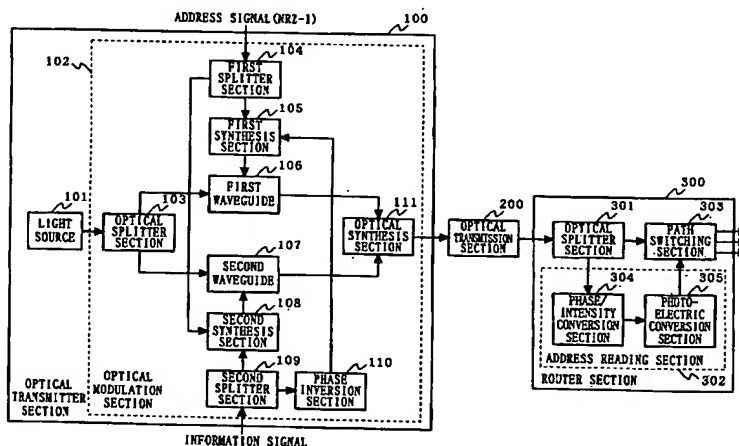 ADDRESS SIGNAL(NR2-1)
100
102
104
FIRST
SPLITTER
SECTION
105
FIRST
SYNTHESIS
SECTION
106
FIRST
WAVEGUIDE
101
LIGHT
SOURCE
103
OPTICAL
SPLITTER
SECTION
107
SECOND
WAVEGUIDE
108
SECOND
SYNTHESIS
SECTION
109
SECOND
SPLITTER
SECTION
110
PHASE
INVERSION
SECTION
111
OPTICAL
SYNTHESIS
SECTION
OPTICAL
TRANSMITTER
SECTION
OPTICAL
MODULATION
SECTION
INFORMATION SIGNAL
200
OPTICAL
TRANSMISSION
SECTION
300
301
OPTICAL
SPLITTER
SECTION
303
PATH
SWITCHING
SECTION
304
PHASE
INTENSITY
CONVERSION
SECTION
305
PHOTO-
ELECTRIC
CONVERSION
SECTION
ADDRESS READING SECTION
302
ROUTER SECTION